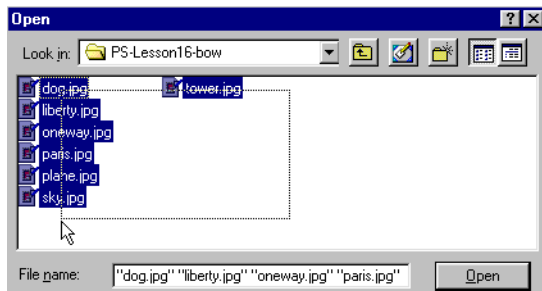 Open
Look in: PS-Lesson16-bow
dog.jpg tower.jpg
liberty.jpg
oneway.jpg
paris.jpg
plane.jpg
sky.jpg
File name: "dog.jpg" "liberty.jpg" "oneway.jpg" "paris.jpg" Open